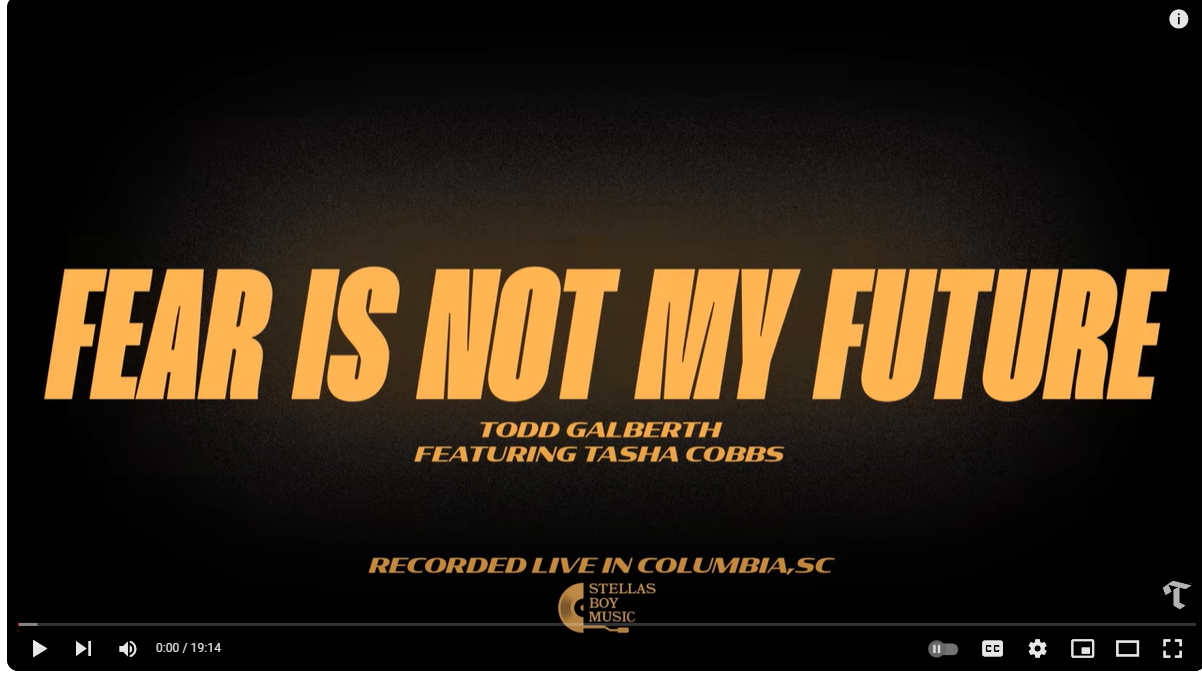 FEAR IS NOT MY FUTURE
TODD GALBERTH
FEATURING TASHA COBBS
RECORDED LIVE IN COLUMBIA,SC
STELLAS
BOY
MUSIC
0:00 / 19:14
CC